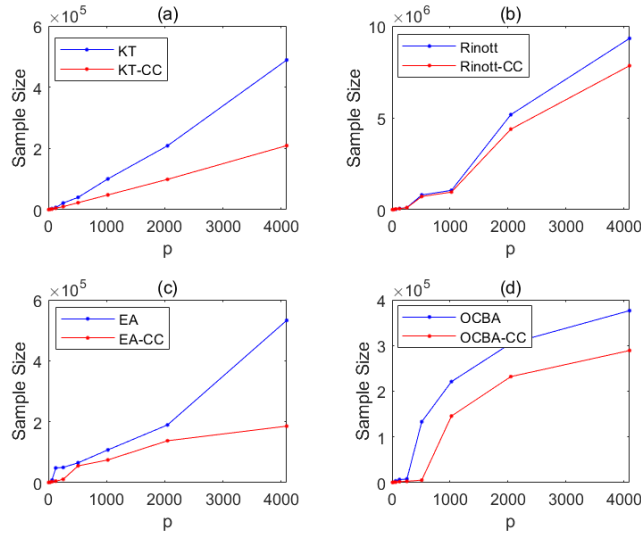 (a)
×10^5
KT
KT-CC
Sample Size
6
4
2
0
0 1000 2000 3000 4000
p
(b)
×10^6
Rinott
Rinott-CC
Sample Size
10
5
0
0 1000 2000 3000 4000
p
(c)
×10^5
EA
EA-CC
Sample Size
6
4
2
0
0 1000 2000 3000 4000
p
(d)
×10^5
OCBA
OCBA-CC
Sample Size
4
3
2
1
0
0 1000 2000 3000 4000
p